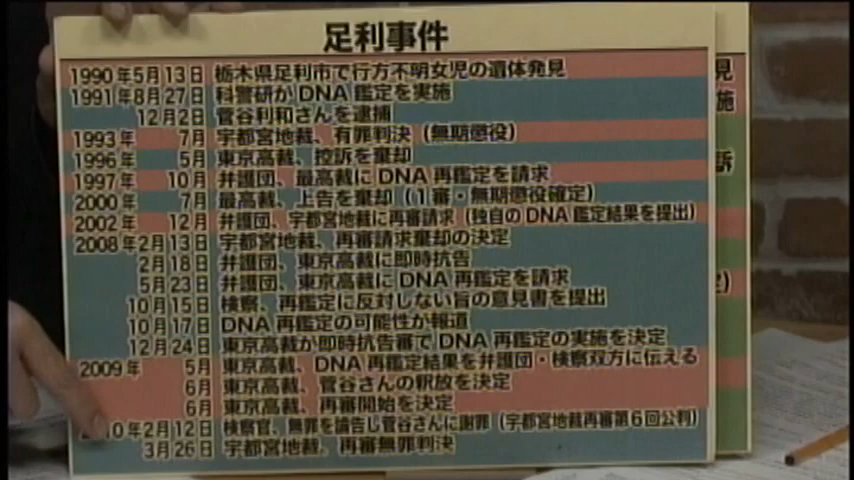 足利事件
1990年5月13日 栃木県足利市で行方不明女児の遺体発見
1991年8月27日 科警研がDNA鑑定を実施
12月2日 菅谷利和さんを逮捕
1993年 7月 宇都宮地裁、有罪判決（無期懲役）
1996年 5月 東京高裁、控訴を棄却
1997年 10月 弁護団、最高裁にDNA再鑑定を請求
2000年 7月 最高裁、上告を棄却（1審・無期懲役確定）
2002年 12月 弁護団、宇都宮地裁に再審請求（独自のDNA鑑定結果を提出）
2008年2月13日 宇都宮地裁、再審請求棄却の決定
2月18日 弁護団、東京高裁に即時抗告
5月23日 弁護団、東京高裁にDNA再鑑定を請求
10月15日 検察、再鑑定に反対しない旨の意見書を提出
10月17日 DNA再鑑定の可能性が報道
12月24日 東京高裁が即時抗告審でDNA再鑑定の実施を決定
2009年 5月 東京高裁、DNA再鑑定結果を弁護団・検察双方に伝える
6月 東京高裁、菅谷さんの釈放を決定
6月 東京高裁、再審開始を決定
2010年2月12日 検察官、無罪を論告し菅谷さんに謝罪（宇都宮地裁再審第6回公判）
3月26日 宇都宮地裁、再審無罪判決
見
施
訴
）